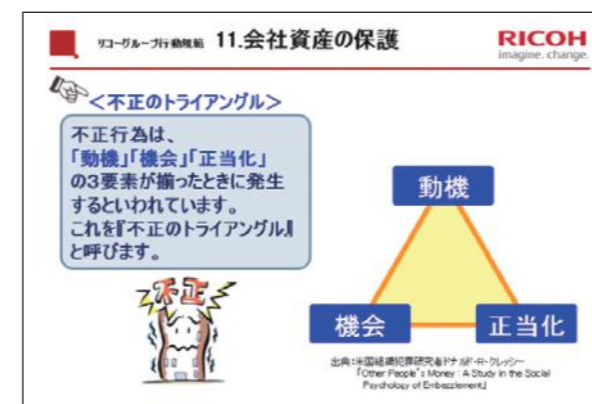 リコーグループ行動規範 11.会社資産の保護
RICOH
imagine. change.
＜不正のトライアングル＞
不正行為は、
「動機」「機会」「正当化」
の3要素が揃ったときに発生
するといわれています。
これを『不正のトライアングル』
と呼びます。
動機
不正
機会
正当化
出典:米国組織犯罪研究者ドナルド・R・クレッシー
「Other People's Money : A Study in the Social
Psychology of Embezzlement」